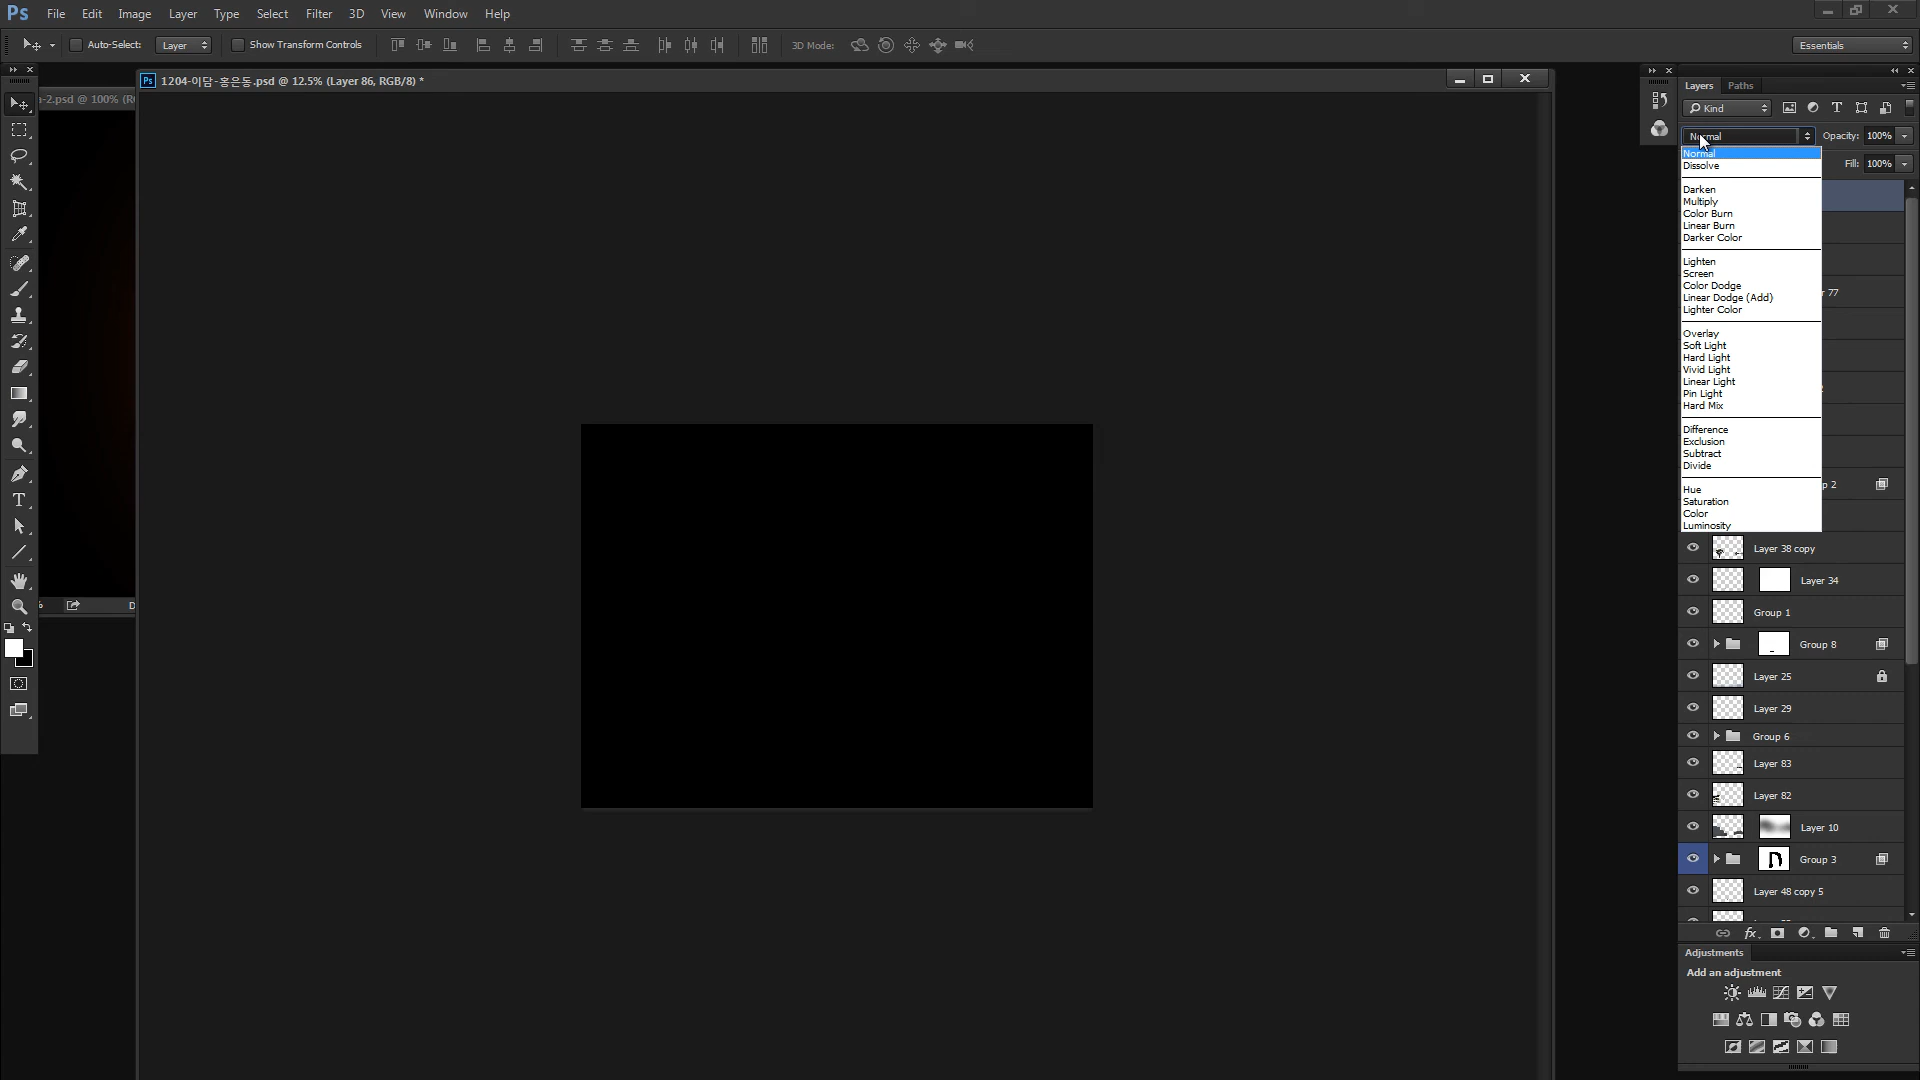 Ps File Edit Image Layer Type Select Filter 3D View Window Help
Auto-Select: Layer Show Transform Controls 3D Mode: Essentials
1204-이담-홍은동.psd @ 12.5% (Layer 86, RGB/8) *
-2.psd @ 100%
Layers Paths
Kind
Normal Opacity: 100%
Fill: 100%
Normal
Dissolve
Darken
Multiply
Color Burn
Linear Burn
Darker Color
Lighten
Screen
Color Dodge
Linear Dodge (Add)
Lighter Color
Overlay
Soft Light
Hard Light
Vivid Light
Linear Light
Pin Light
Hard Mix
Difference
Exclusion
Subtract
Divide
Hue
Saturation
Color
Luminosity
77
2
Layer 38 copy
Layer 34
Group 1
Group 8
Layer 25
Layer 29
Group 6
Layer 83
Layer 82
Layer 10
Group 3
Layer 48 copy 5
Adjustments
Add an adjustment